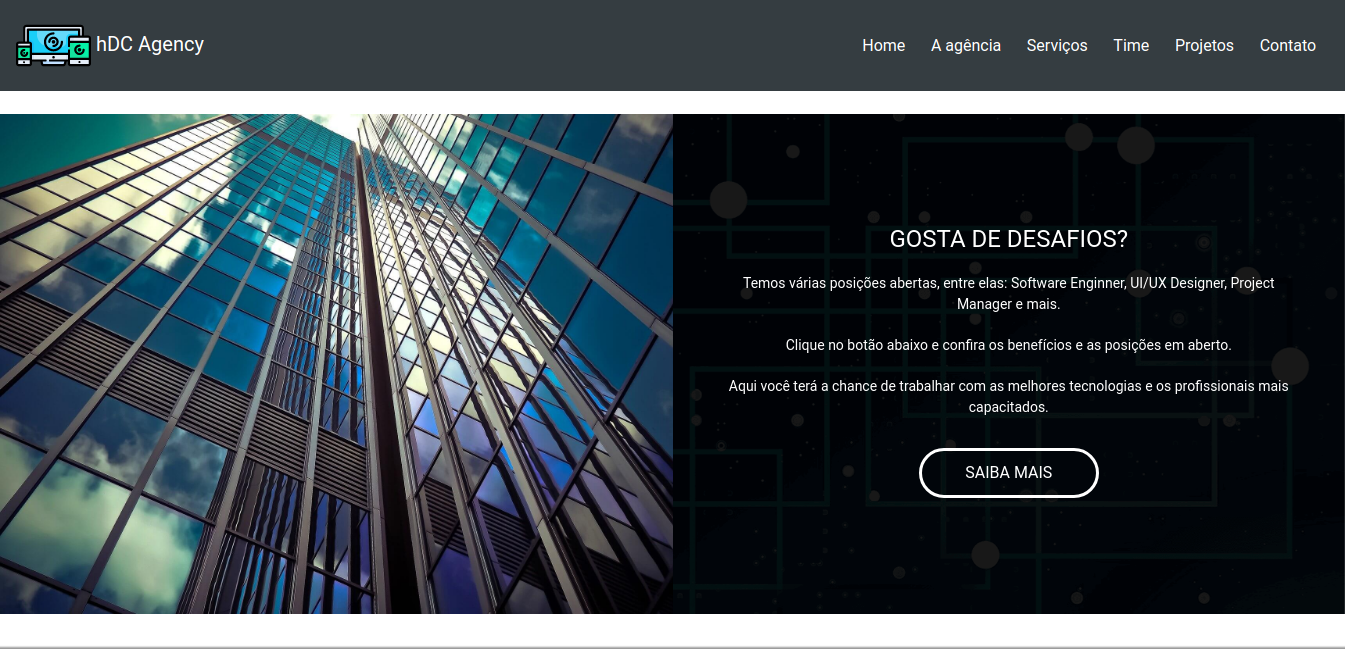 hDC Agency
Home A agência Serviços Time Projetos Contato
GOSTA DE DESAFIOS?
Temos várias posições abertas, entre elas: Software Enginner, UI/UX Designer, Project
Manager e mais.
Clique no botão abaixo e confira os benefícios e as posições em aberto.
Aqui você terá a chance de trabalhar com as melhores tecnologias e os profissionais mais
capacitados.
SAIBA MAIS